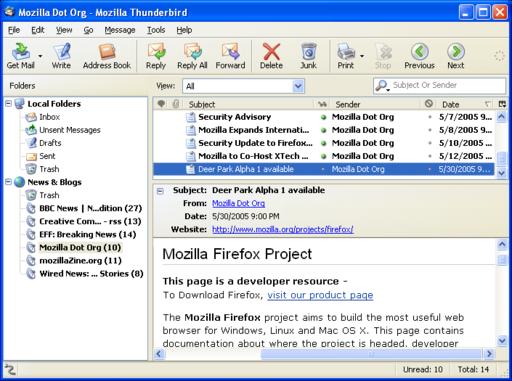 Mozilla Dot Org - Mozilla Thunderbird
File Edit View Go Message Tools Help
Get Mail Write Address Book Reply Reply All Forward Delete Junk Print Stop Previous Next
Folders View: All Subject Or Sender
Local Folders
Inbox
Unsent Messages
Drafts
Sent
Trash
News & Blogs
Trash
BBC News | N...dition (27)
Creative Com... - rss (13)
EFF: Breaking News (14)
Mozilla Dot Org (10)
mozillaZine.org (11)
Wired News: ... Stories (8)
Subject Sender Date
Security Advisory Mozilla Dot Org 5/7/2005 9...
Mozilla Expands Internati... Mozilla Dot Org 5/8/2005 9...
Security Update to Firefox... Mozilla Dot Org 5/10/2005 ...
Mozilla to Co-Host XTech ... Mozilla Dot Org 5/12/2005 ...
Deer Park Alpha 1 available Mozilla Dot Org 5/30/2005 9...
Subject: Deer Park Alpha 1 available
From: Mozilla Dot Org
Date: 5/30/2005 9:00 PM
Website: http://www.mozilla.org/projects/firefox/
Mozilla Firefox Project
This page is a developer resource -
To Download Firefox, visit our product page
The Mozilla Firefox project aims to build the most useful web
browser for Windows, Linux and Mac OS X. This page contains
documentation about where the project is headed, developer
Unread: 10 Total: 14